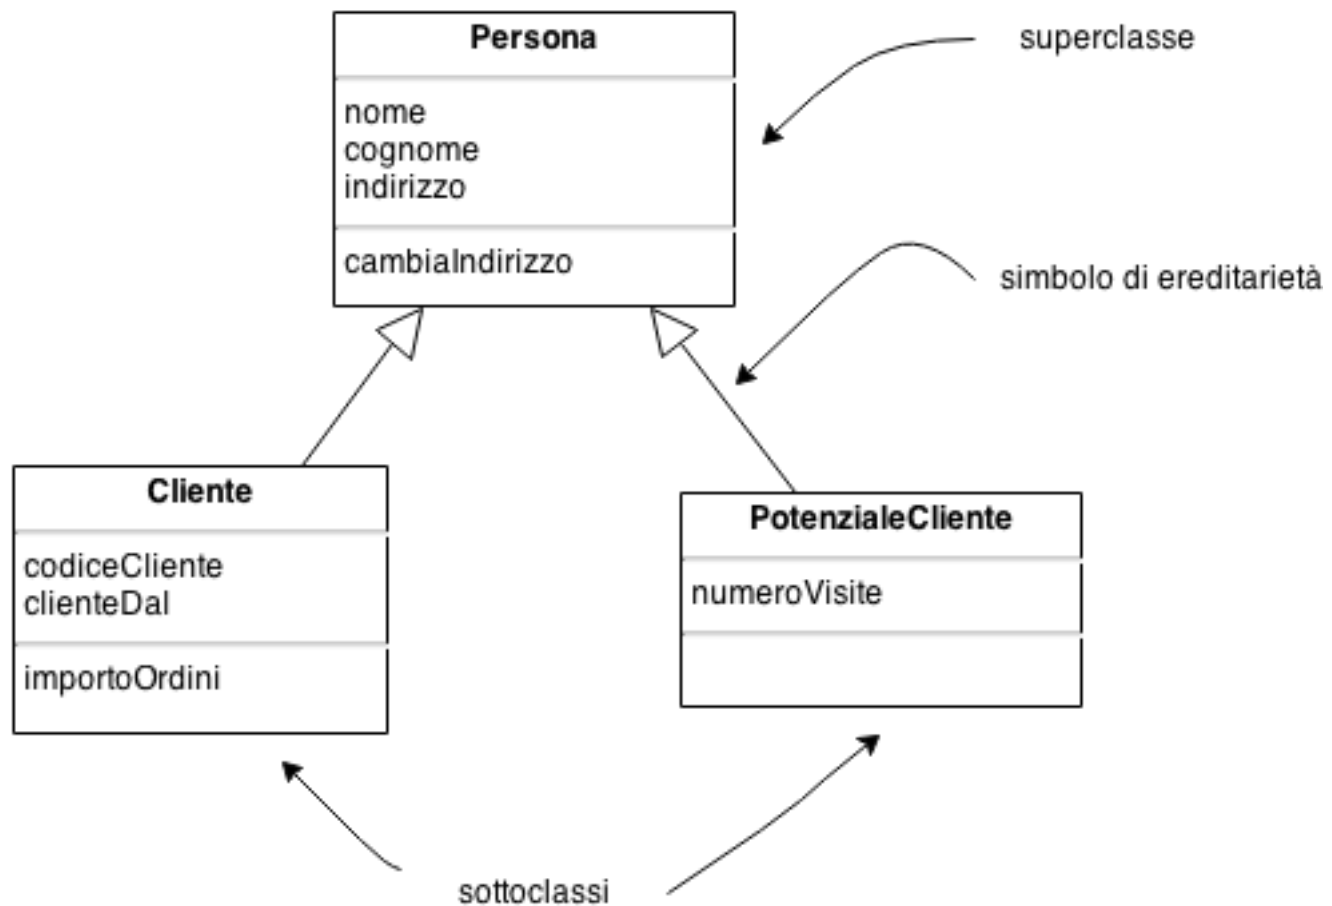 Persona
superclasse
nome
cognome
indirizzo
cambiaIndirizzo
simbolo di ereditarietà
Cliente
codiceCliente
clienteDal
importoOrdini
PotenzialeCliente
numeroVisite
sottoclassi